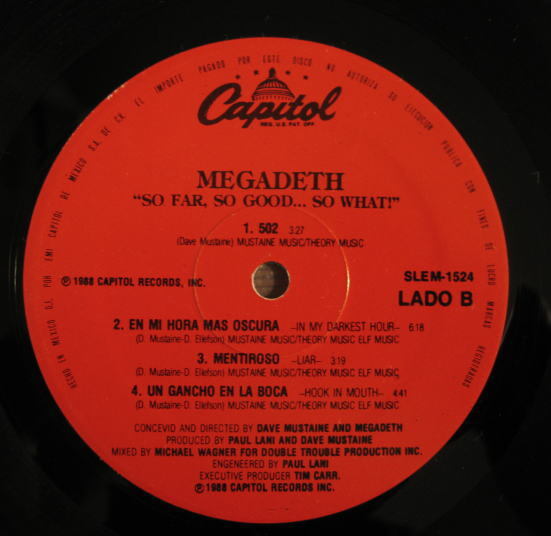 HECHO EN MEXICO D.F. POR EMI CAPITOL DE MEXICO S.A. DE C.V. EL IMPORTE PAGADO POR ESTE DISCO NO AUTORIZA SU EJECUCION PUBLICA CON FINES DE LUCRO MARCAS REGISTRADAS
Capitol
REG. U.S. PAT. OFF.
MEGADETH
"SO FAR, SO GOOD... SO WHAT!"
1. 502 3:27
(Dave Mustaine) MUSTAINE MUSIC/THEORY MUSIC
℗ 1988 CAPITOL RECORDS, INC.
SLEM-1524
LADO B
2. EN MI HORA MAS OSCURA –IN MY DARKEST HOUR– 6:18
(D. Mustaine-D. Ellefson) MUSTAINE MUSIC/THEORY MUSIC ELF MUSIC
3. MENTIROSO –LIAR– 3:19
(D. Mustaine-D. Ellefson) MUSTAINE MUSIC/THEORY MUSIC ELF MUSIC
4. UN GANCHO EN LA BOCA –HOOK IN MOUTH– 4:41
(D. Mustaine-D. Ellefson) MUSTAINE MUSIC/THEORY MUSIC ELF MUSIC
CONCEVID AND DIRECTED BY DAVE MUSTAINE AND MEGADETH
PRODUCED BY PAUL LANI AND DAVE MUSTAINE
MIXED BY MICHAEL WAGNER FOR DOUBLE TROUBLE PRODUCTION INC.
ENGENEERED BY PAUL LANI
EXECUTIVE PRODUCER TIM CARR.
℗ 1988 CAPITOL RECORDS INC.